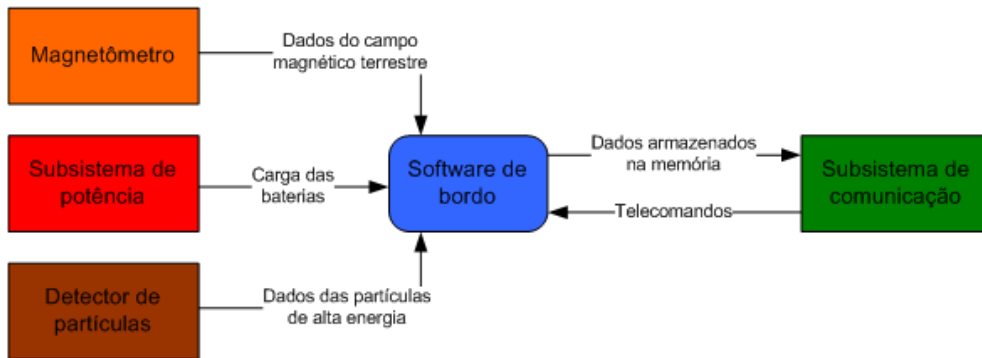 Magnetômetro
Dados do campo
magnético terrestre
Subsistema de
potência
Carga das
baterias
Software de
bordo
Dados armazenados
na memória
Telecomandos
Subsistema
de comunicação
Detector de
partículas
Dados das partículas
de alta energia